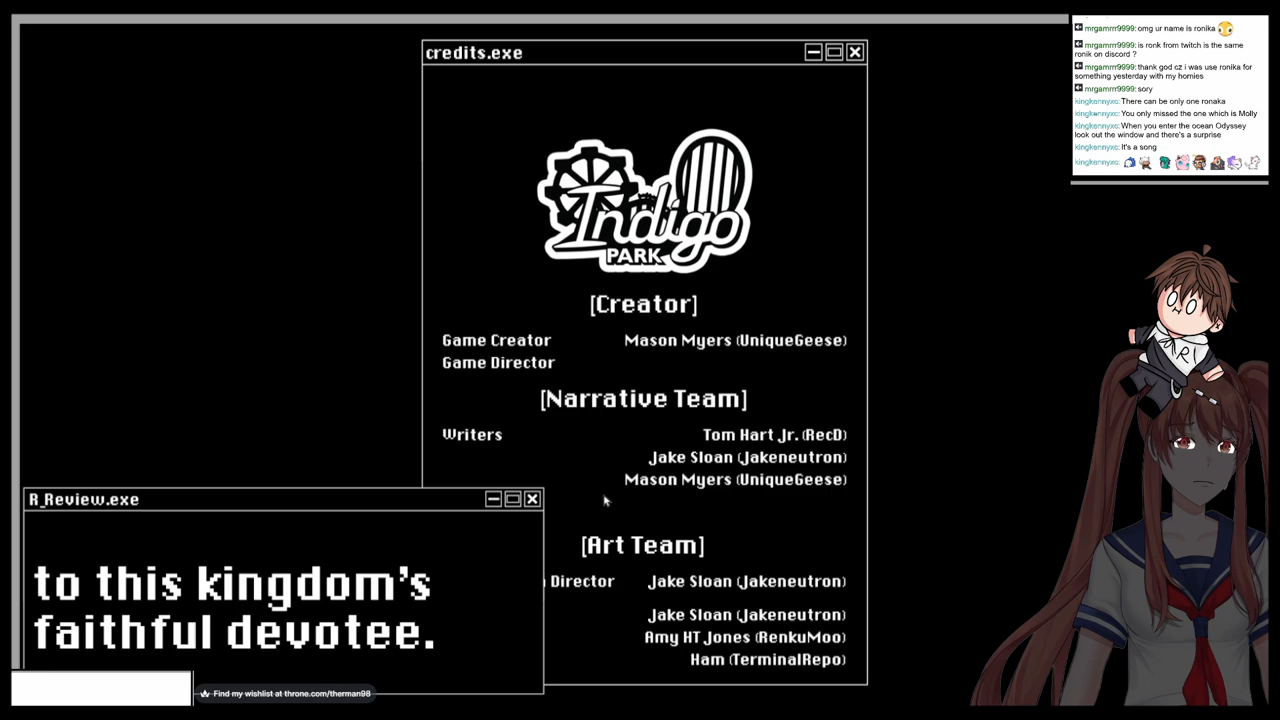 credits.exe
Indigo
PARK
[Creator]
Game Creator Mason Myers (UniqueGeese)
Game Director
[Narrative Team]
Writers Tom Hart Jr. (RecD)
Jake Sloan (Jakeneutron)
Mason Myers (UniqueGeese)
[Art Team]
Director Jake Sloan (Jakeneutron)
Jake Sloan (Jakeneutron)
Amy HT Jones (RenkuMoo)
Ham (TerminalRepo)
R_Review.exe
to this kingdom's
faithful devotee.
Find my wishlist at throne.com/therman98
mrgamrr9999: omg ur name is ronika
mrgamrr9999: is ronk from twitch is the same
ronik on discord ?
mrgamrr9999: thank god cz i was use ronika for
something yesterday with my homies
mrgamrr9999: sory
kingkennyxc: There can be only one ronaka
kingkennyxc: You only missed the one which is Molly
kingkennyxc: When you enter the ocean Odyssey
look out the window and there's a surprise
kingkennyxc: It's a song
kingkennyxc:
R